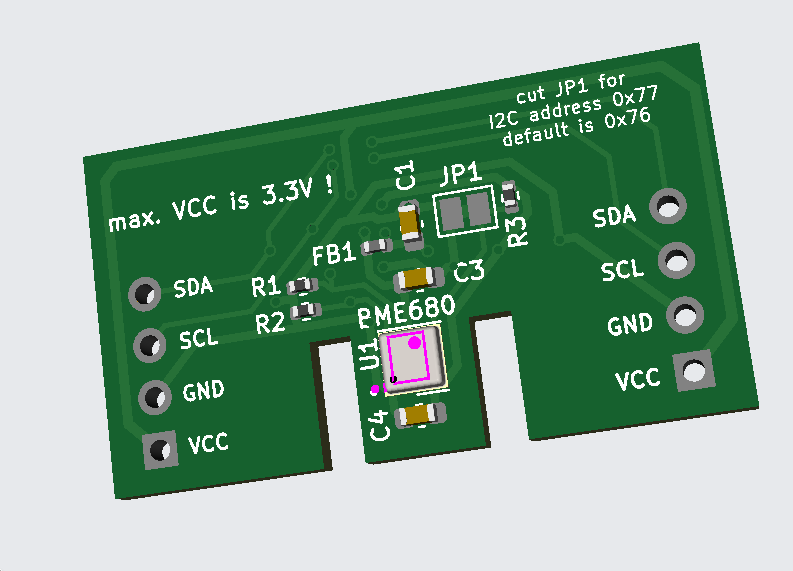 cut JP1 for
I2C address 0x77
default is 0x76
max. VCC is 3.3V !
C1
JP1
R3
FB1
C3
R1
R2
PME680
U1
C4
SDA
SCL
GND
VCC
SDA
SCL
GND
VCC